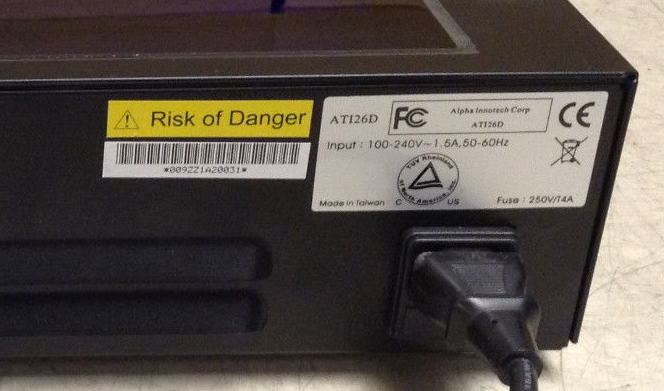 Risk of Danger
*009ZZ1A20031*
ATI26D
FC
Alpha Innotech Corp
ATI26D
CE
Input : 100-240V~1.5A,50-60Hz
TUV Rheinland
of North America, Inc.
C US
Made in Taiwan
Fuse : 250V/T4A